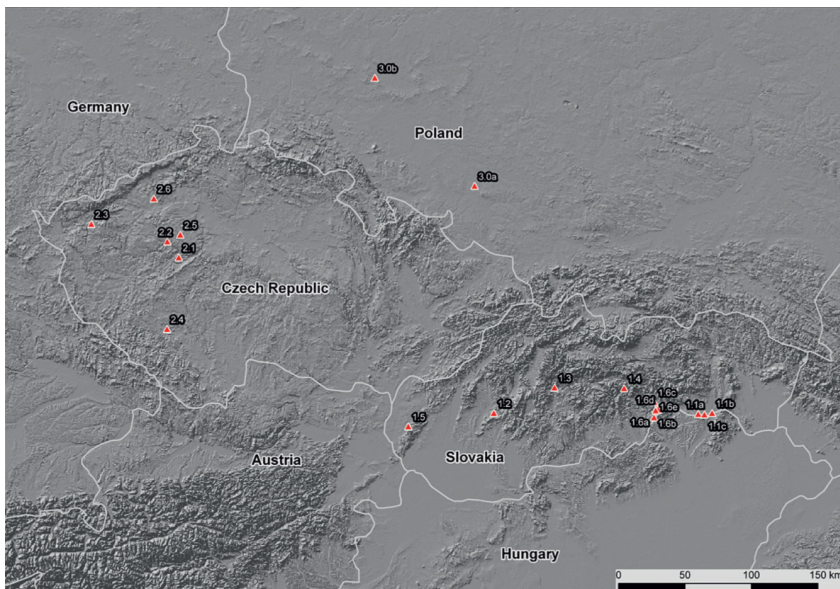 3.0b
Germany
Poland
3.0a
2.6
2.3
2.5
2.2
2.1
Czech Republic
2.4
1.3
1.4
1.6c
1.6d
1.6e
1.1a
1.1b
1.2
1.6a
1.6b
1.1c
1.5
Slovakia
Austria
Hungary
0 50 100 150 km